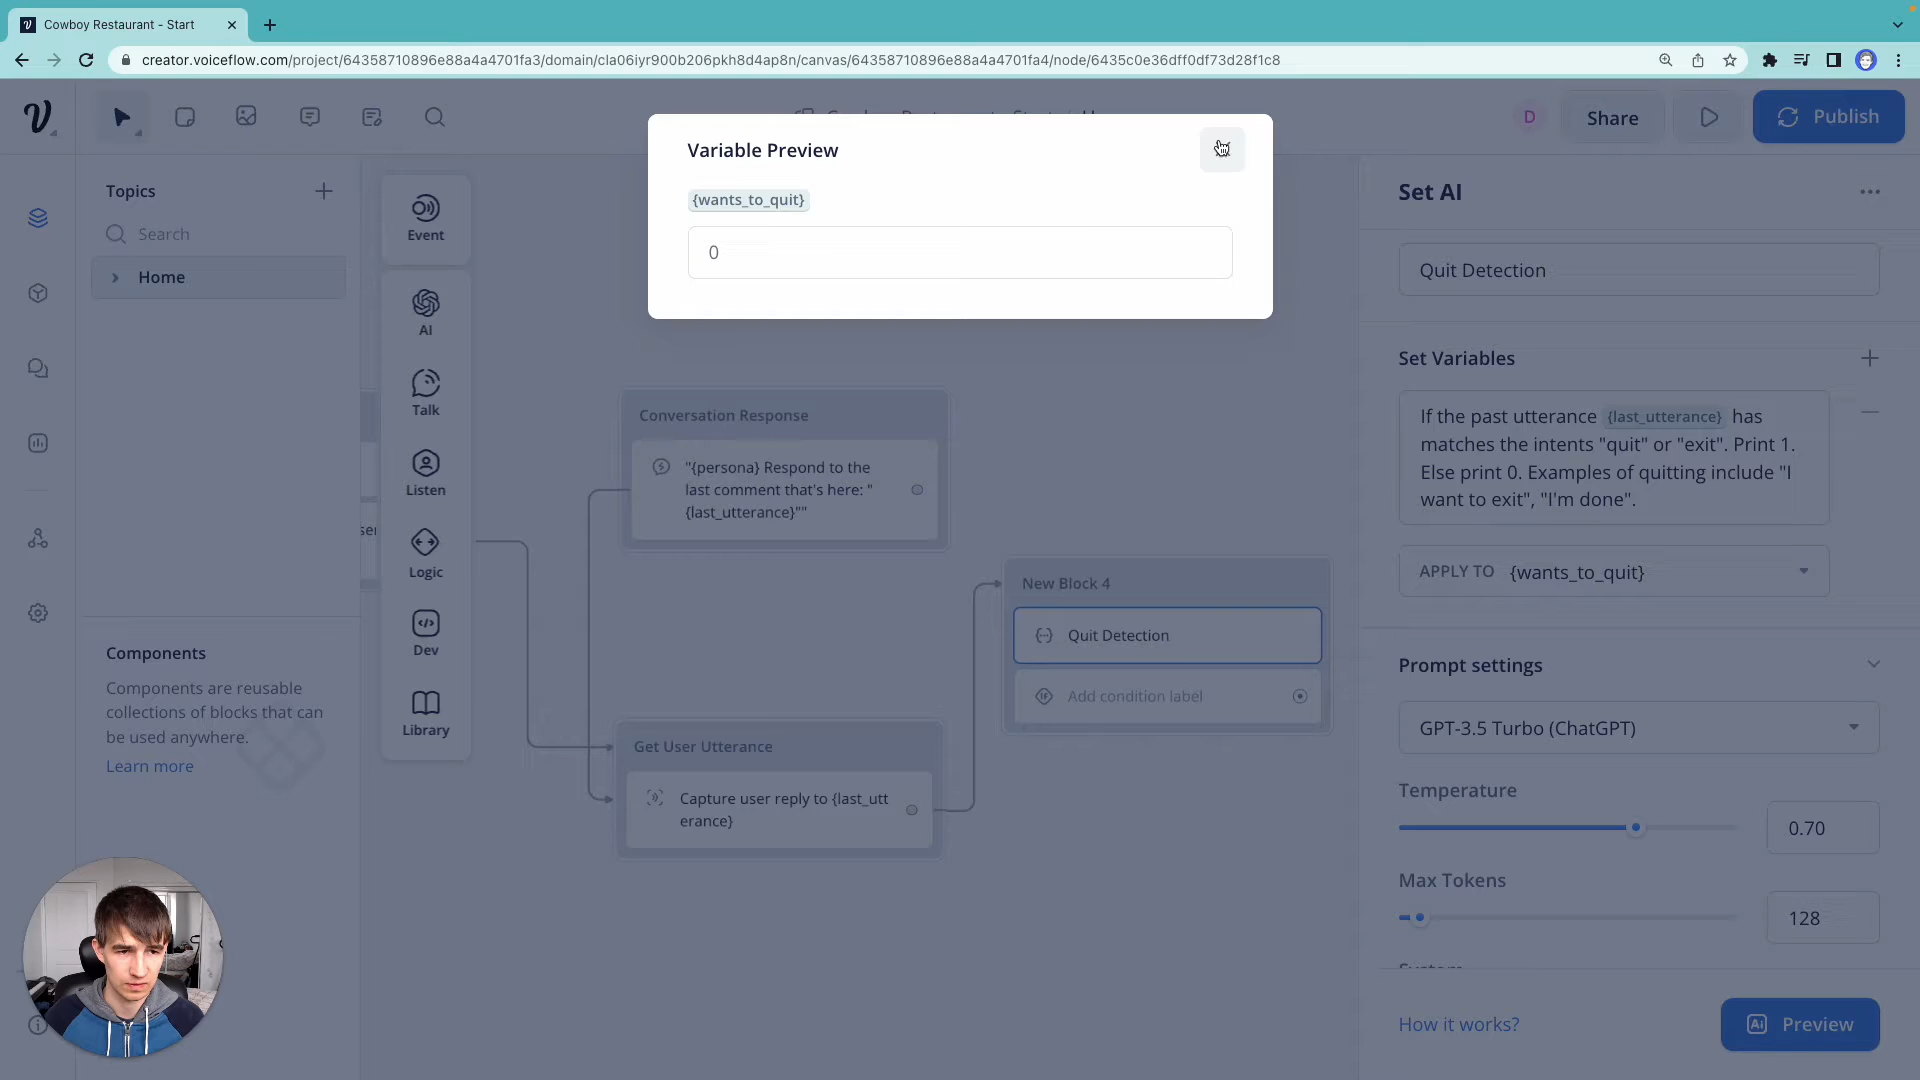 Cowboy Restaurant - Start
creator.voiceflow.com/project/64358710896e88a4a4701fa3/domain/cla06iyr900b206pkh8d4ap8n/canvas/64358710896e88a4a4701fa4/node/6435c0e36dff0df73d28f1c8
D
Share
Publish
Variable Preview
{wants_to_quit}
0
Topics
Search
Home
Components
Components are reusable
collections of blocks that can
be used anywhere.
Learn more
Event
AI
Talk
Listen
Logic
Dev
Library
Conversation Response
"{persona} Respond to the
last comment that's here: "
{last_utterance}""
Get User Utterance
Capture user reply to {last_utt
erance}
New Block 4
Quit Detection
Add condition label
Set AI
Quit Detection
Set Variables
If the past utterance {last_utterance} has
matches the intents "quit" or "exit". Print 1.
Else print 0. Examples of quitting include "I
want to exit", "I'm done".
APPLY TO {wants_to_quit}
Prompt settings
GPT-3.5 Turbo (ChatGPT)
Temperature
0.70
Max Tokens
128
How it works?
Preview